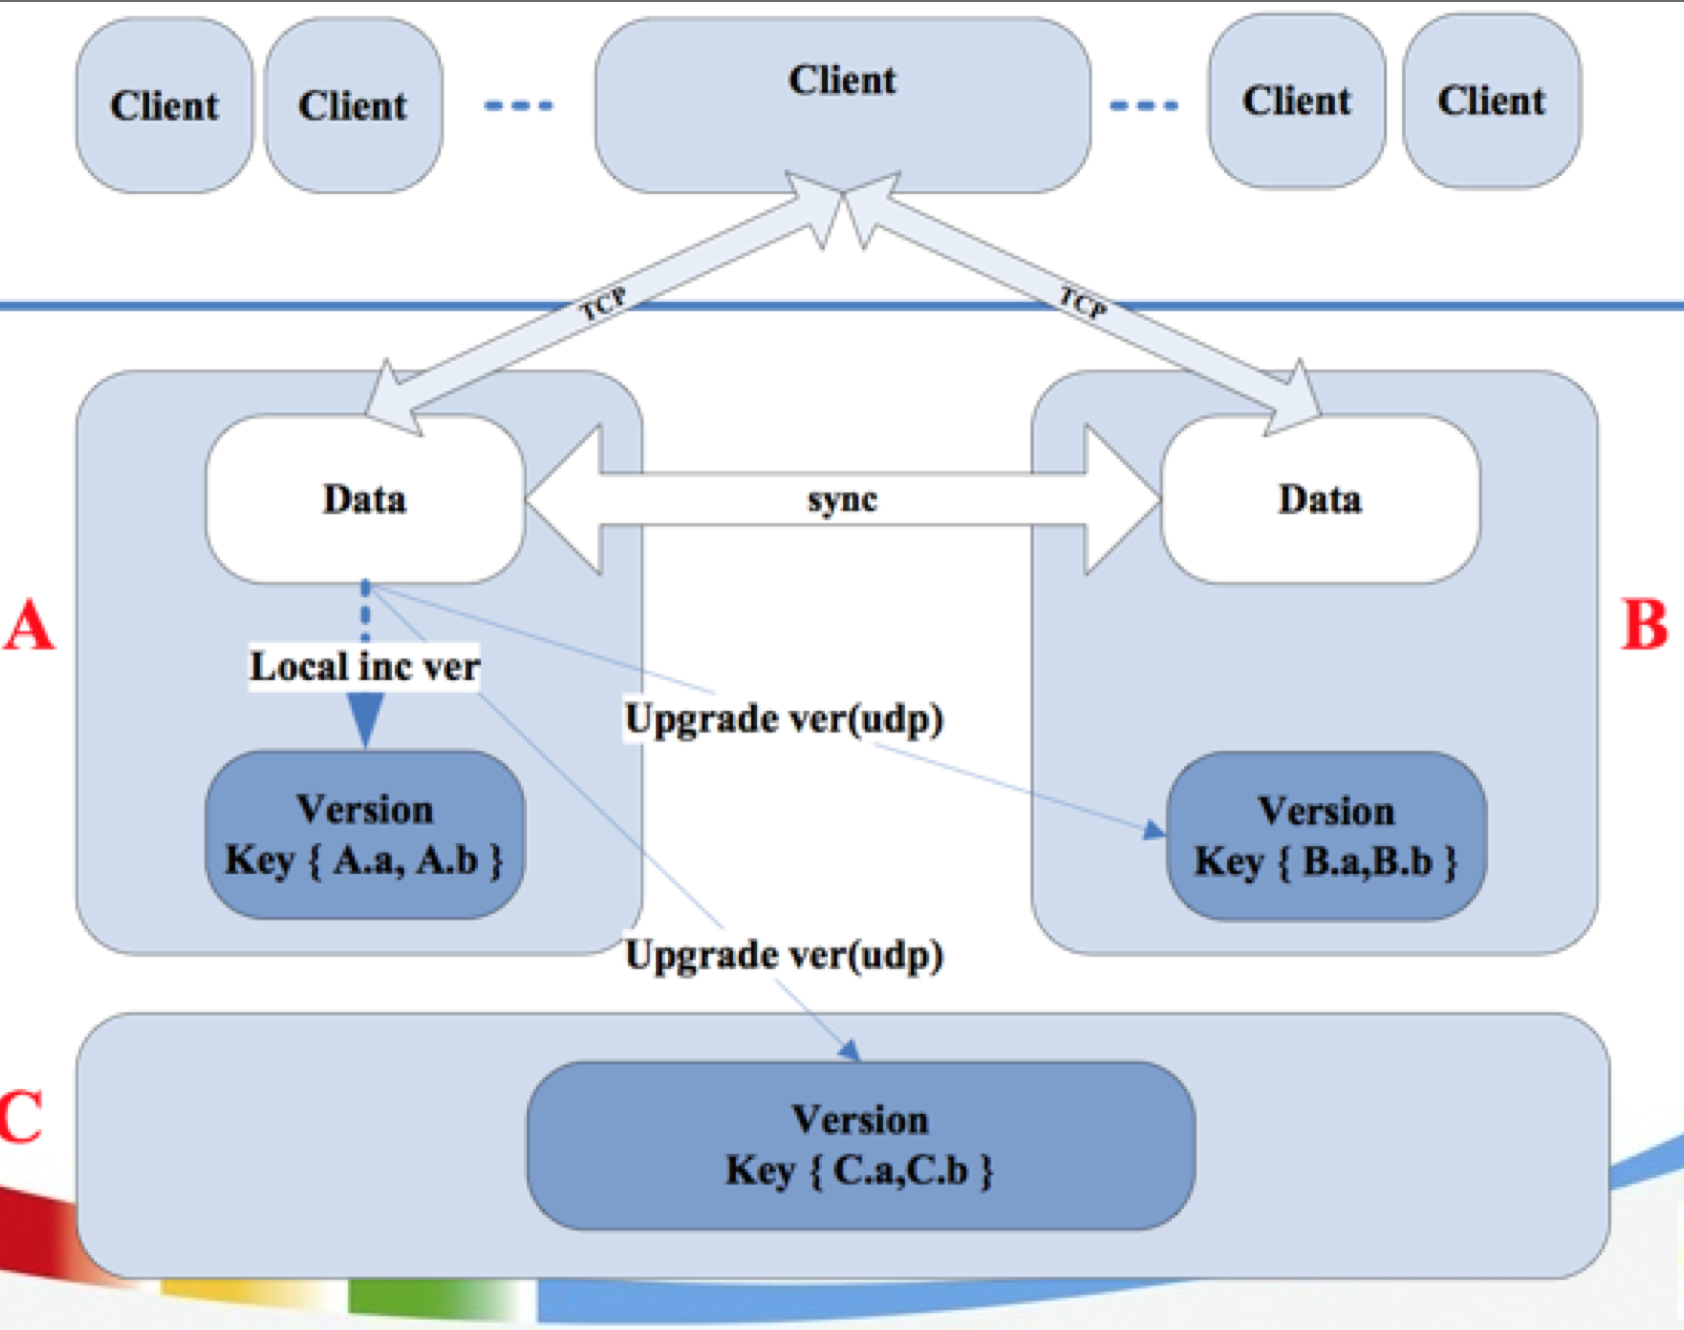 Client
Client
Client
Client
Client
TCP
TCP
Data
sync
Data
A
B
Local inc ver
Upgrade ver(udp)
Version
Key { A.a, A.b }
Version
Key { B.a,B.b }
Upgrade ver(udp)
C
Version
Key { C.a,C.b }